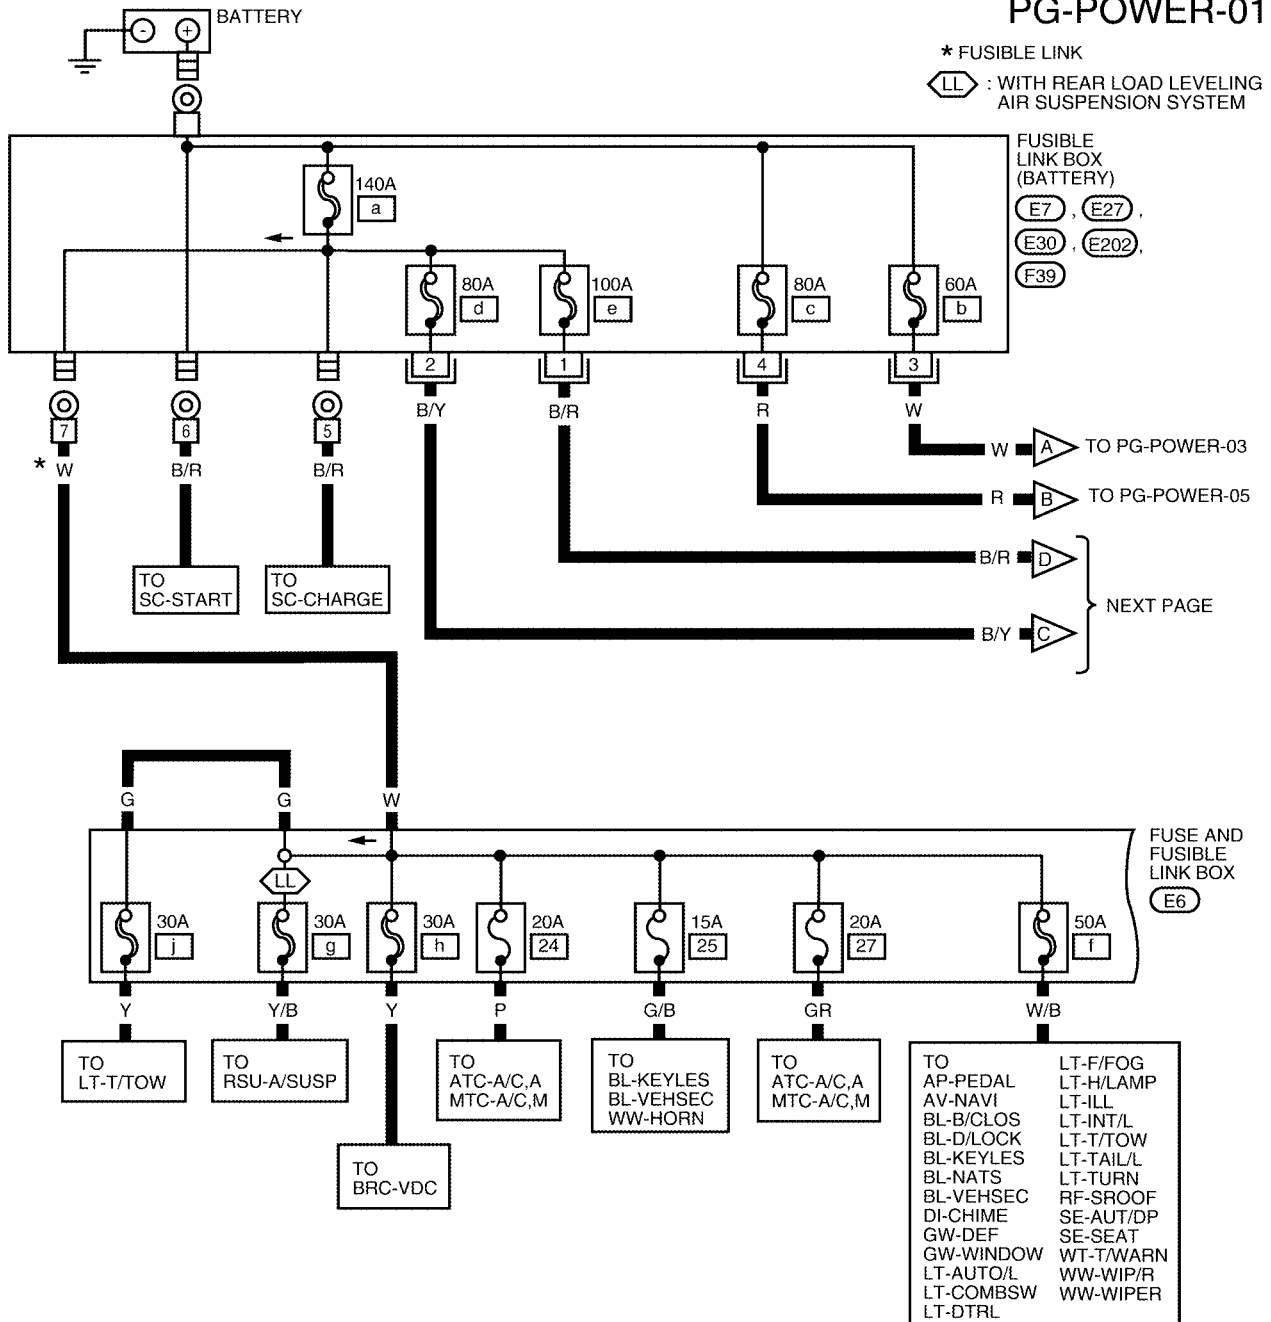 PG-POWER-01
BATTERY
- +
* FUSIBLE LINK
LL : WITH REAR LOAD LEVELING
AIR SUSPENSION SYSTEM
FUSIBLE
LINK BOX
(BATTERY)
E7 , E27 ,
E30 , E202 ,
F39
140A
a
80A
d
100A
e
80A
c
60A
b
2 1 4 3
B/Y B/R R W
7 6 5
* W B/R B/R
W A TO PG-POWER-03
R B TO PG-POWER-05
B/R D
NEXT PAGE
B/Y C
TO
SC-START
TO
SC-CHARGE
G G W
FUSE AND
FUSIBLE
LINK BOX
E6
LL
30A
j
30A
g
30A
h
20A
24
15A
25
20A
27
50A
f
Y Y/B Y P G/B GR W/B
TO
LT-T/TOW
TO
RSU-A/SUSP
TO
BRC-VDC
TO
ATC-A/C,A
MTC-A/C,M
TO
BL-KEYLES
BL-VEHSEC
WW-HORN
TO
ATC-A/C,A
MTC-A/C,M
TO
AP-PEDAL
AV-NAVI
BL-B/CLOS
BL-D/LOCK
BL-KEYLES
BL-NATS
BL-VEHSEC
DI-CHIME
GW-DEF
GW-WINDOW
LT-AUTO/L
LT-COMBSW
LT-DTRL
LT-F/FOG
LT-H/LAMP
LT-ILL
LT-INT/L
LT-T/TOW
LT-TAIL/L
LT-TURN
RF-SROOF
SE-AUT/DP
SE-SEAT
WT-T/WARN
WW-WIP/R
WW-WIPER